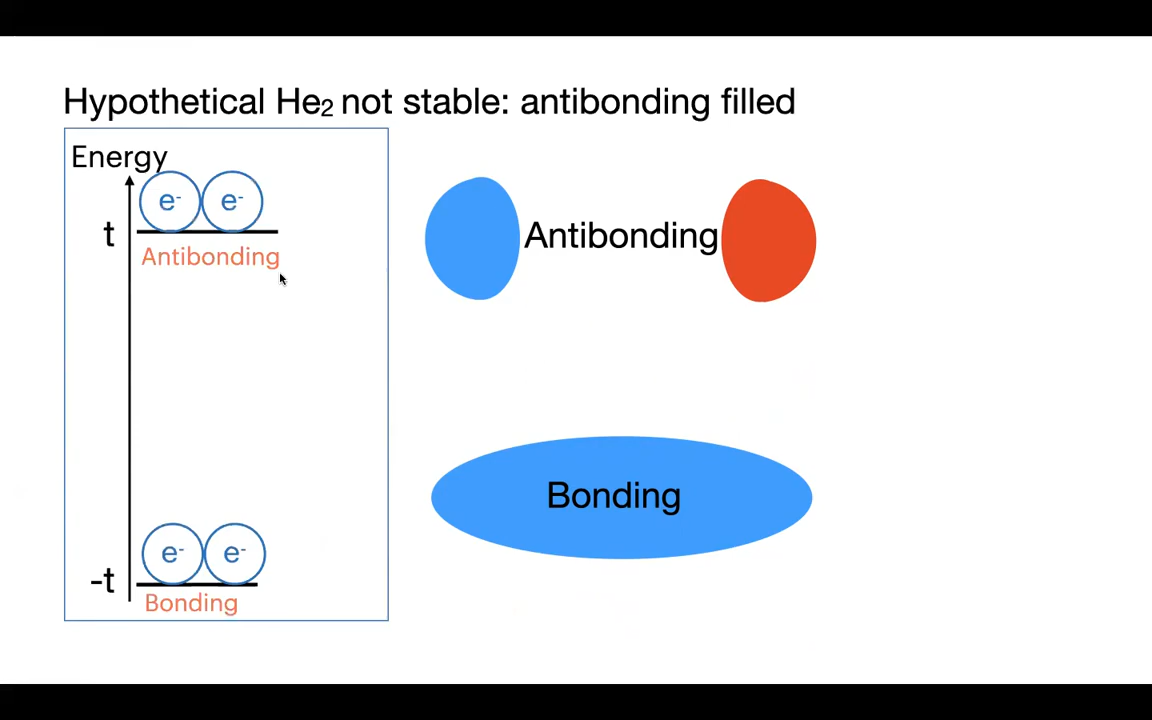 Hypothetical He₂ not stable: antibonding filled
Energy
e⁻ e⁻
t
Antibonding
Antibonding
Bonding
e⁻ e⁻
-t
Bonding